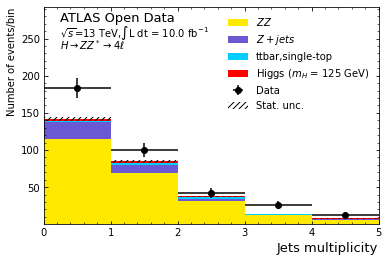 ATLAS Open Data
√s=13 TeV,∫L dt = 10.0 fb⁻¹
H→ZZ*→4ℓ
ZZ
Z + jets
ttbar,single-top
Higgs (m_H = 125 GeV)
Data
Stat. unc.
Number of events/bin
250
200
150
100
50
0 1 2 3 4 5
Jets multiplicity